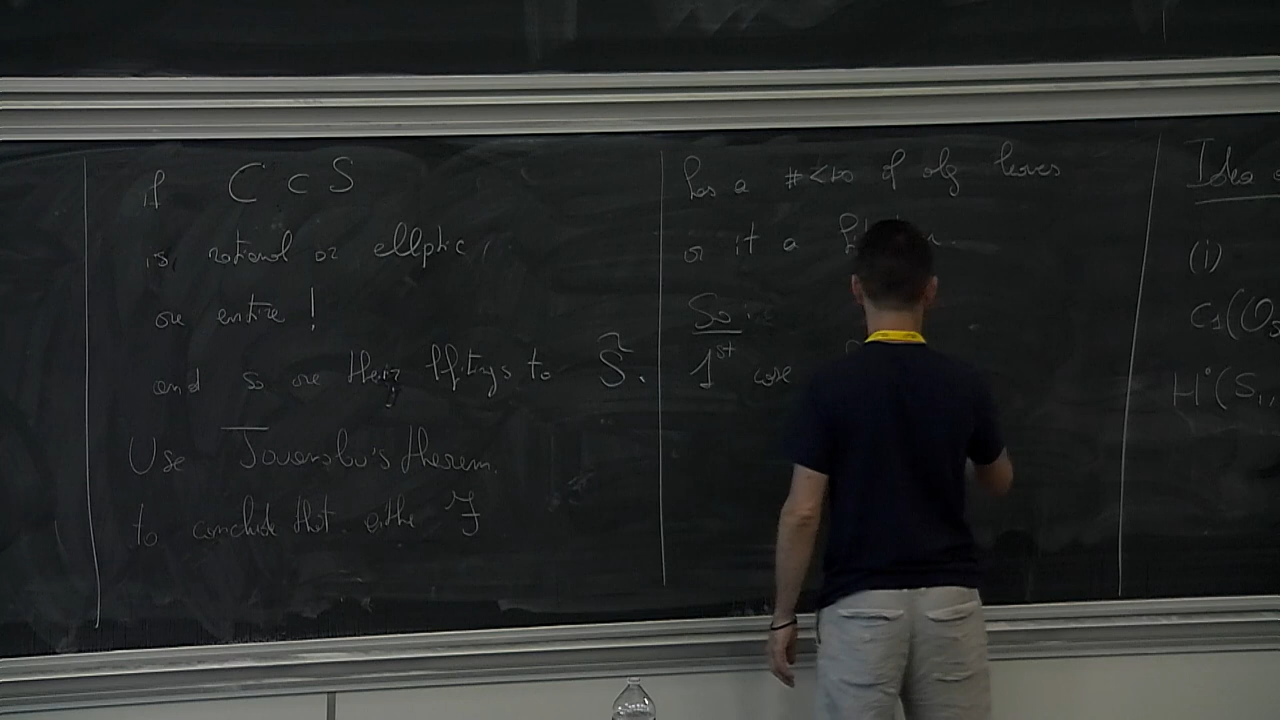 if C ⊂ S
is rational or elliptic,
are entire !
and so are their liftings to S̃.
Use Jouanolou's theorem.
to conclude that either ℱ
has a # < +∞ of alg leaves
or it a
So
1st case
Idea
(i)
c₁(O
H°(S₁,